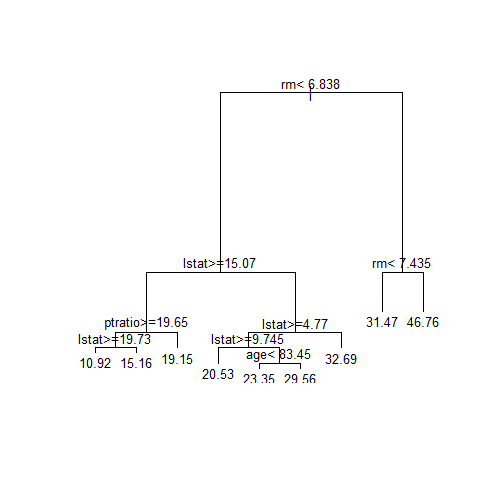 rm< 6.838
lstat>=15.07
rm< 7.435
ptratio>=19.65
lstat>=4.77
31.47
46.76
lstat>=19.73
lstat>=9.745
10.92
15.16
19.15
age< 83.45
32.69
20.53
23.35
29.56